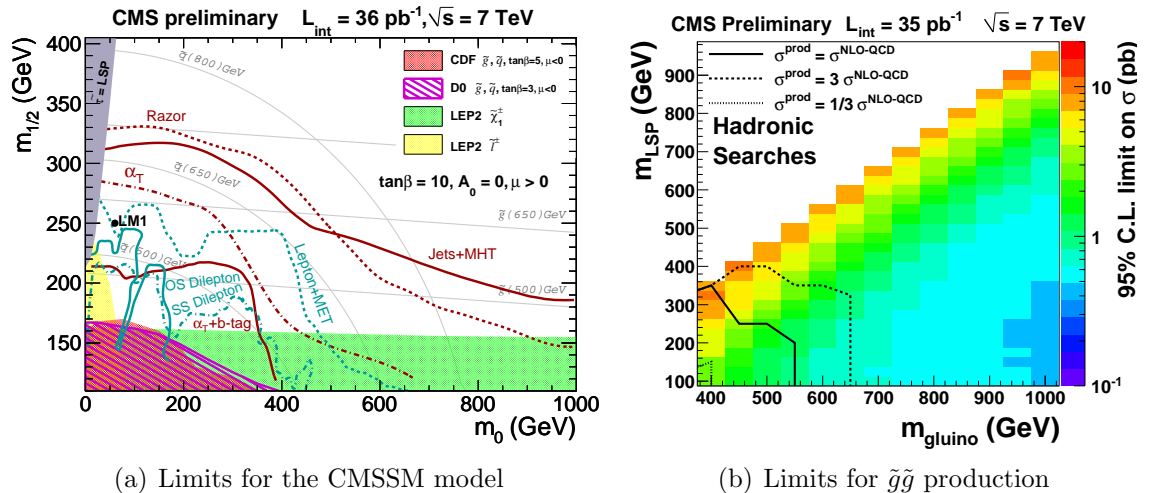 CMS preliminary L_int = 36 pb⁻¹, √s = 7 TeV
m_1/2 (GeV)
400
350
300
250
200
150
0 200 400 600 800 1000
m_0 (GeV)
= LSP
q̃(800)GeV
CDF g̃, q̃, tanβ=5, μ<0
D0 g̃, q̃, tanβ=3, μ<0
LEP2 χ̃₁±
LEP2 l̃±
tanβ = 10, A_0 = 0, μ > 0
Razor
q̃(650)GeV
α_T
LM1
g̃(650)GeV
(500)GeV
Jets+MHT
OS Dilepton
SS Dilepton
Lepton+MET
g̃(500)GeV
α_T+b-tag
(a) Limits for the CMSSM model
CMS Preliminary L_int = 35 pb⁻¹ √s = 7 TeV
σ^prod = σ^NLO-QCD
σ^prod = 3 σ^NLO-QCD
σ^prod = 1/3 σ^NLO-QCD
Hadronic
Searches
m_LSP (GeV)
900
800
700
600
500
400
300
200
100
400 500 600 700 800 900 1000
m_gluino (GeV)
10
1
10⁻¹
95% C.L. limit on σ (pb)
(b) Limits for g̃g̃ production